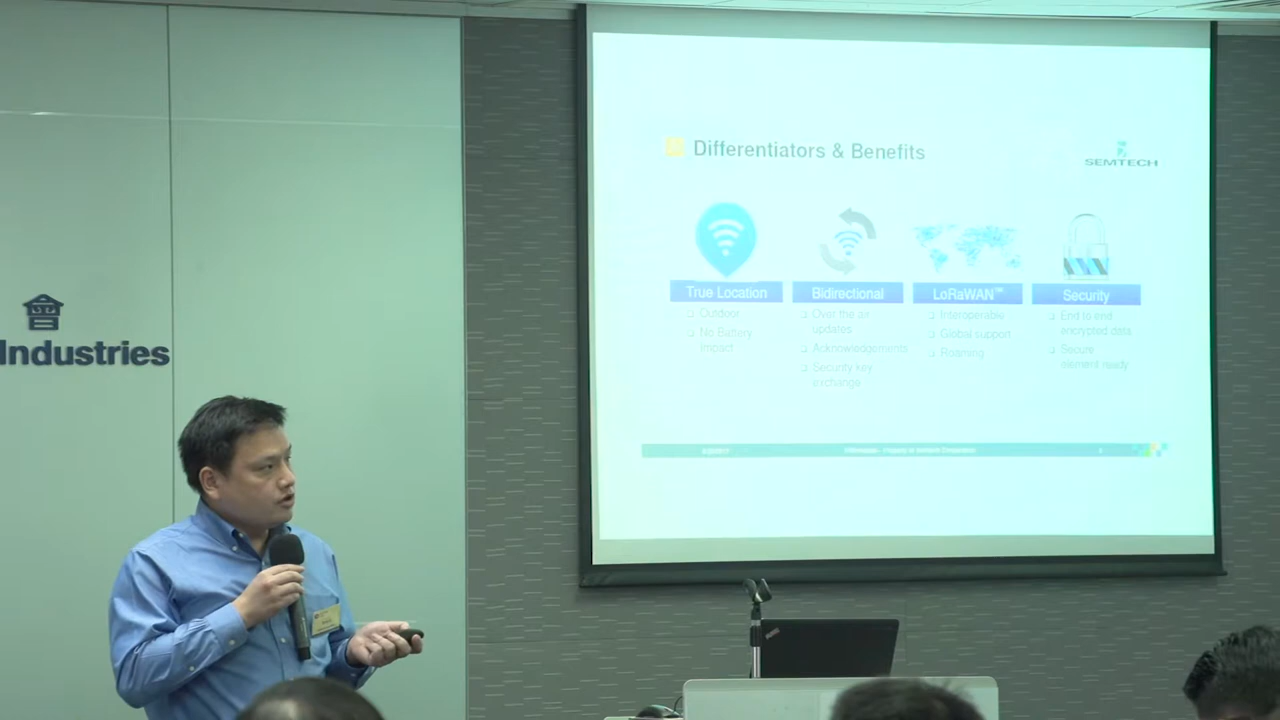 Industries
Differentiators & Benefits
SEMTECH
True Location
Outdoor
No Battery
Impact
Bidirectional
Over the air
updates
Acknowledgements
Security key
exchange
LoRaWAN™
Interoperable
Global support
Roaming
Security
End to end
encrypted data
Secure
element ready